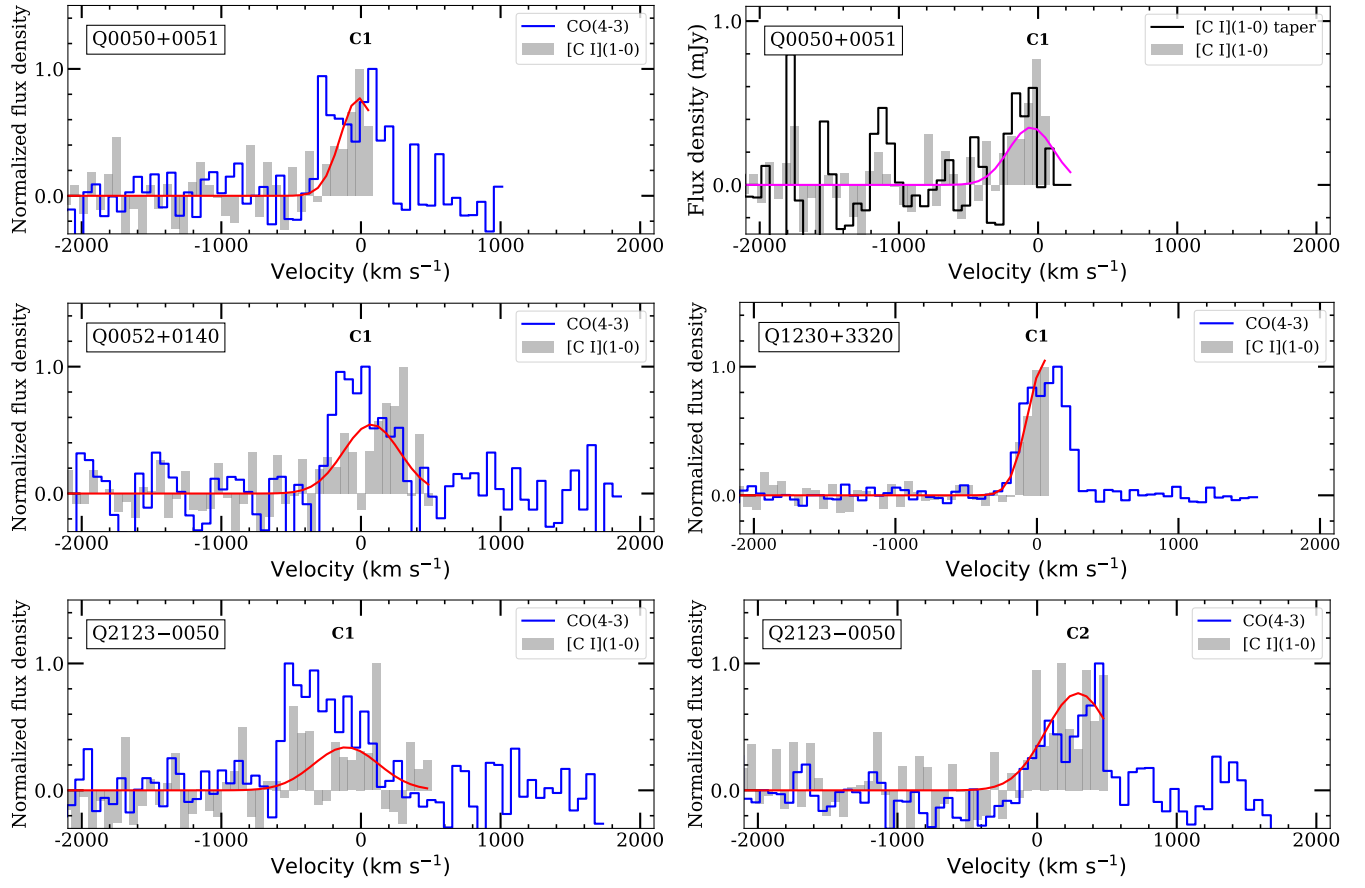 Q0050+0051
C1
CO(4-3)
[C I](1-0)
Normalized flux density
1.0
0.0
-2000 -1000 0 1000 2000
Velocity (km s⁻¹)
Q0050+0051
C1
[C I](1-0) taper
[C I](1-0)
Flux density (mJy)
1.0
0.0
-2000 -1000 0 1000 2000
Velocity (km s⁻¹)
Q0052+0140
C1
CO(4-3)
[C I](1-0)
Normalized flux density
1.0
0.0
-2000 -1000 0 1000 2000
Velocity (km s⁻¹)
Q1230+3320
C1
CO(4-3)
[C I](1-0)
Normalized flux density
1.0
0.0
-2000 -1000 0 1000 2000
Velocity (km s⁻¹)
Q2123−0050
C1
CO(4-3)
[C I](1-0)
Normalized flux density
1.0
0.0
-2000 -1000 0 1000 2000
Velocity (km s⁻¹)
Q2123−0050
C2
CO(4-3)
[C I](1-0)
Normalized flux density
1.0
0.0
-2000 -1000 0 1000 2000
Velocity (km s⁻¹)